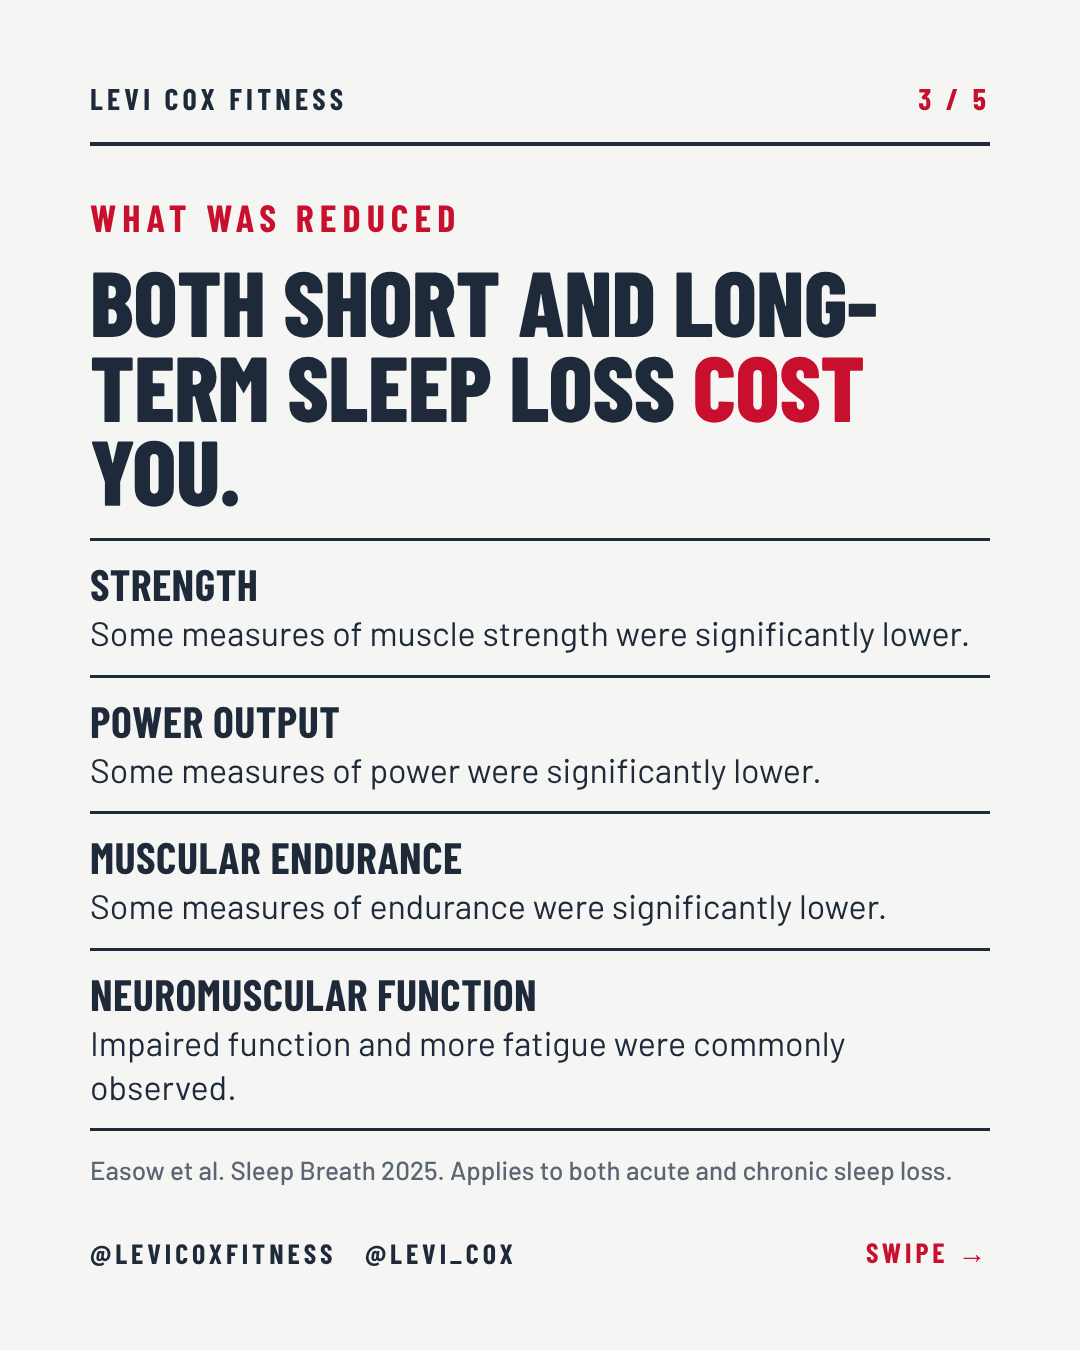 LEVI COX FITNESS
3 / 5
WHAT WAS REDUCED
BOTH SHORT AND LONG-
TERM SLEEP LOSS COST
YOU.
STRENGTH
Some measures of muscle strength were significantly lower.
POWER OUTPUT
Some measures of power were significantly lower.
MUSCULAR ENDURANCE
Some measures of endurance were significantly lower.
NEUROMUSCULAR FUNCTION
Impaired function and more fatigue were commonly
observed.
Easow et al. Sleep Breath 2025. Applies to both acute and chronic sleep loss.
@LEVICOXFITNESS @LEVI_COX
SWIPE →